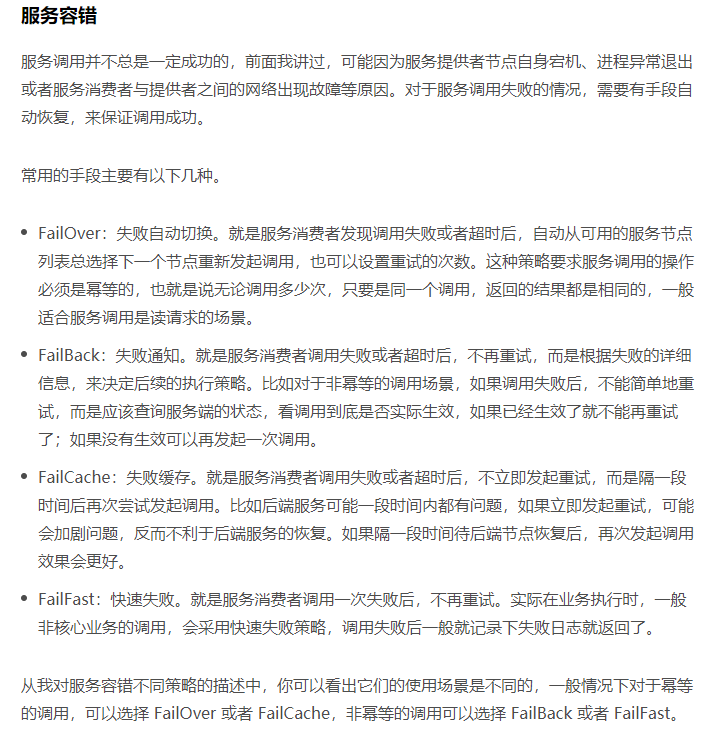 服务容错
服务调用并不总是一定成功的，前面我讲过，可能因为服务提供者节点自身宕机、进程异常退出
或者服务消费者与提供者之间的网络出现故障等原因。对于服务调用失败的情况，需要有手段自
动恢复，来保证调用成功。
常用的手段主要有以下几种。
FailOver：失败自动切换。就是服务消费者发现调用失败或者超时后，自动从可用的服务节点
列表总选择下一个节点重新发起调用，也可以设置重试的次数。这种策略要求服务调用的操作
必须是幂等的，也就是说无论调用多少次，只要是同一个调用，返回的结果都是相同的，一般
适合服务调用是读请求的场景。
FailBack：失败通知。就是服务消费者调用失败或者超时后，不再重试，而是根据失败的详细
信息，来决定后续的执行策略。比如对于非幂等的调用场景，如果调用失败后，不能简单地重
试，而是应该查询服务端的状态，看调用到底是否实际生效，如果已经生效了就不能再重试
了；如果没有生效可以再发起一次调用。
FailCache：失败缓存。就是服务消费者调用失败或者超时后，不立即发起重试，而是隔一段
时间后再次尝试发起调用。比如后端服务可能一段时间内都有问题，如果立即发起重试，可能
会加剧问题，反而不利于后端服务的恢复。如果隔一段时间待后端节点恢复后，再次发起调用
效果会更好。
FailFast：快速失败。就是服务消费者调用一次失败后，不再重试。实际在业务执行时，一般
非核心业务的调用，会采用快速失败策略，调用失败后一般就记录下失败日志就返回了。
从我对服务容错不同策略的描述中，你可以看出它们的使用场景是不同的，一般情况下对于幂等
的调用，可以选择 FailOver 或者 FailCache，非幂等的调用可以选择 FailBack 或者 FailFast。